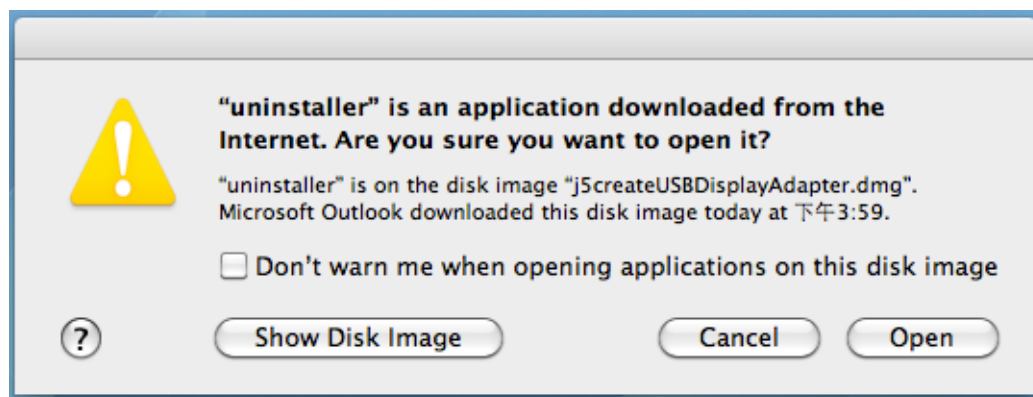 “uninstaller” is an application downloaded from the
Internet. Are you sure you want to open it?
“uninstaller” is on the disk image “j5createUSBDisplayAdapter.dmg”.
Microsoft Outlook downloaded this disk image today at 下午3:59.
Don’t warn me when opening applications on this disk image
? Show Disk Image Cancel Open